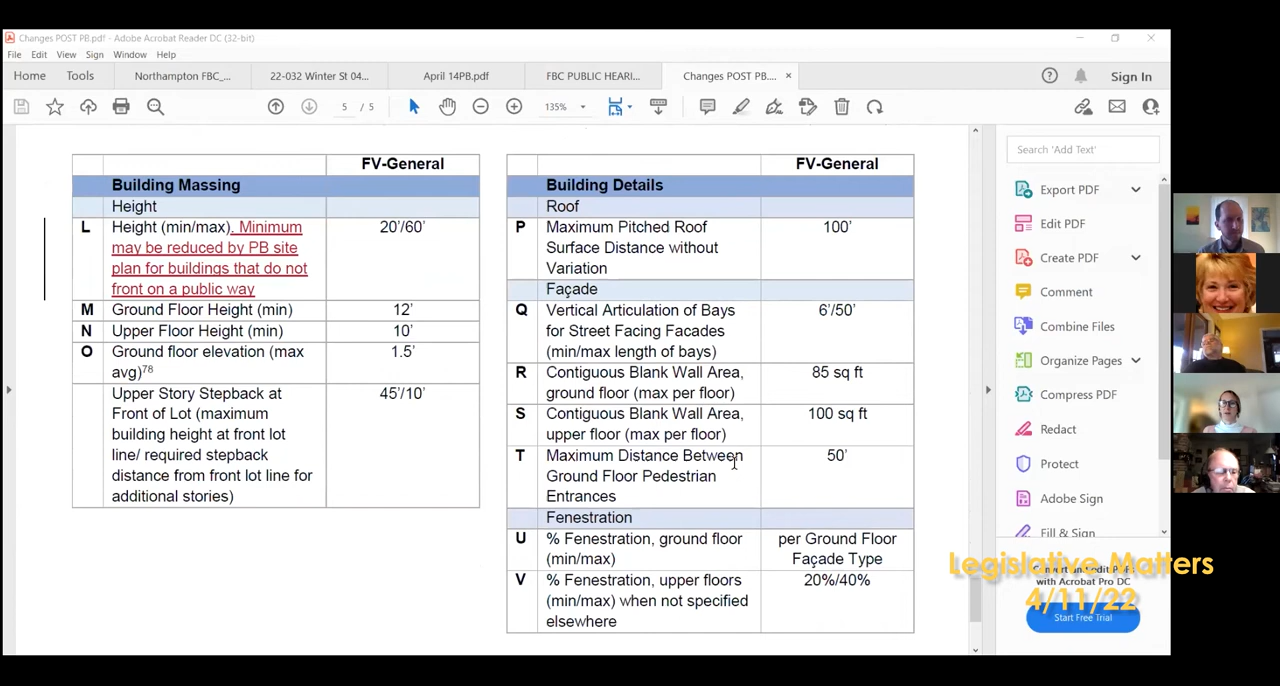 Changes POST PB.pdf - Adobe Acrobat Reader DC (32-bit)
File Edit View Sign Window Help
Home Tools Northampton FBC_... 22-032 Winter St 04... April 14PB.pdf FBC PUBLIC HEARI... Changes POST PB.... × Sign In
5 / 5 135%
FV-General
Building Massing
Height
L Height (min/max). Minimum 20'/60'
may be reduced by PB site
plan for buildings that do not
front on a public way
M Ground Floor Height (min) 12'
N Upper Floor Height (min) 10'
O Ground floor elevation (max 1.5'
avg)78
Upper Story Stepback at 45'/10'
Front of Lot (maximum
building height at front lot
line/ required stepback
distance from front lot line for
additional stories)
FV-General
Building Details
Roof
P Maximum Pitched Roof 100'
Surface Distance without
Variation
Façade
Q Vertical Articulation of Bays 6'/50'
for Street Facing Facades
(min/max length of bays)
R Contiguous Blank Wall Area, 85 sq ft
ground floor (max per floor)
S Contiguous Blank Wall Area, 100 sq ft
upper floor (max per floor)
T Maximum Distance Between 50'
Ground Floor Pedestrian
Entrances
Fenestration
U % Fenestration, ground floor per Ground Floor
(min/max) Façade Type
V % Fenestration, upper floors 20%/40%
(min/max) when not specified
elsewhere
Search 'Add Text'
Export PDF
Edit PDF
Create PDF
Comment
Combine Files
Organize Pages
Compress PDF
Redact
Protect
Adobe Sign
Fill & Sign
Convert and edit PDFs
with Acrobat Pro DC
Start Free Trial
Legislative Matters
4/11/22